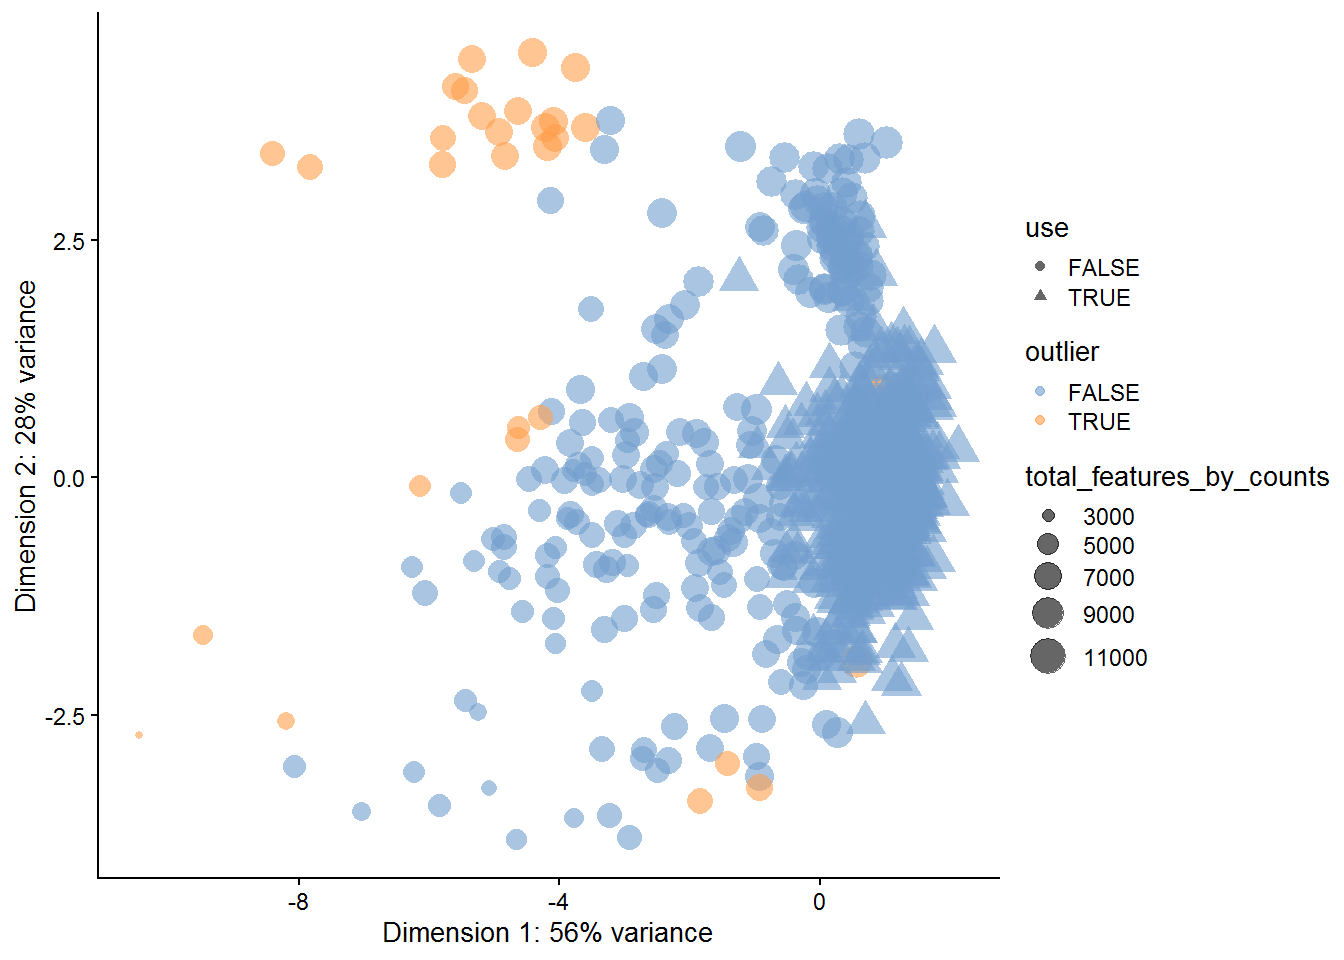 2.5
0.0
-2.5
-8
-4
0
Dimension 2: 28% variance
Dimension 1: 56% variance
use
FALSE
TRUE
outlier
FALSE
TRUE
total_features_by_counts
3000
5000
7000
9000
11000